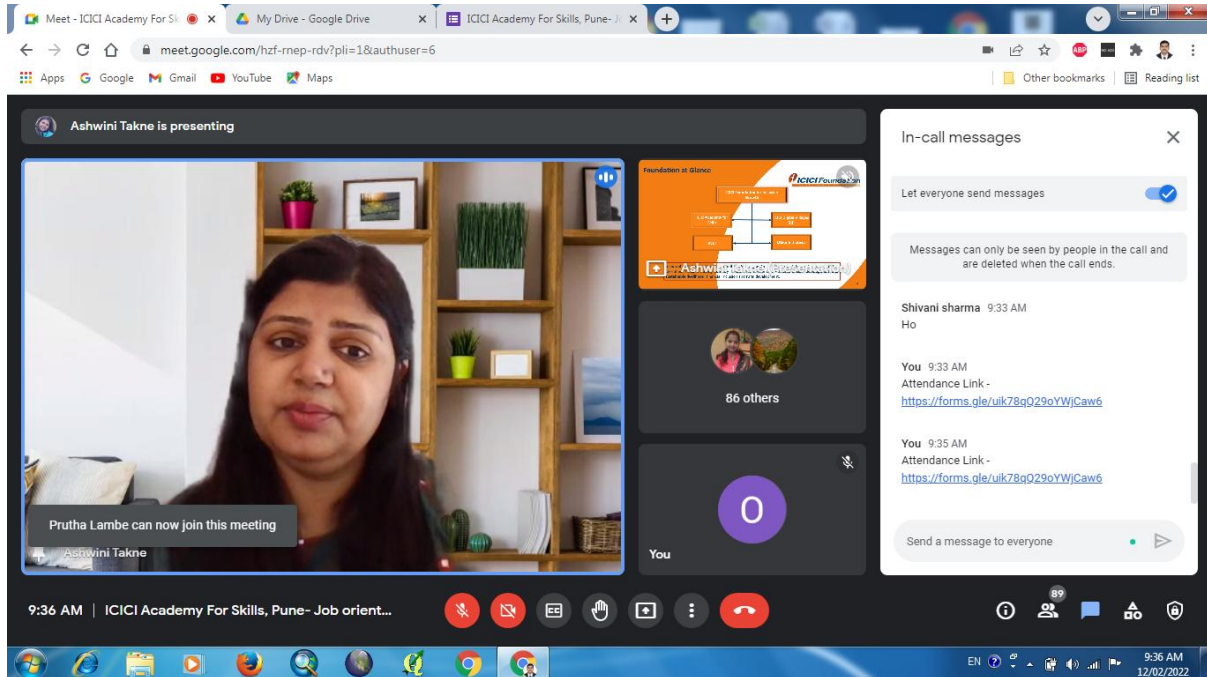 Meet - ICICI Academy For Sk
My Drive - Google Drive
ICICI Academy For Skills, Pune- J
meet.google.com/hzf-rnep-rdv?pli=1&authuser=6
ABP
Apps
Google
Gmail
YouTube
Maps
Other bookmarks
Reading list
Ashwini Takne is presenting
Foundation at Glance
ICICI Foundation
86 others
O
You
Prutha Lambe can now join this meeting
Ashwini Takne
In-call messages
Let everyone send messages
Messages can only be seen by people in the call and
are deleted when the call ends.
Shivani sharma 9:33 AM
Ho
You 9:33 AM
Attendance Link -
https://forms.gle/uik78qQ29oYWjCaw6
You 9:35 AM
Attendance Link -
https://forms.gle/uik78qQ29oYWjCaw6
Send a message to everyone
9:36 AM | ICICI Academy For Skills, Pune- Job orient...
CC
89
EN
9:36 AM
12/02/2022